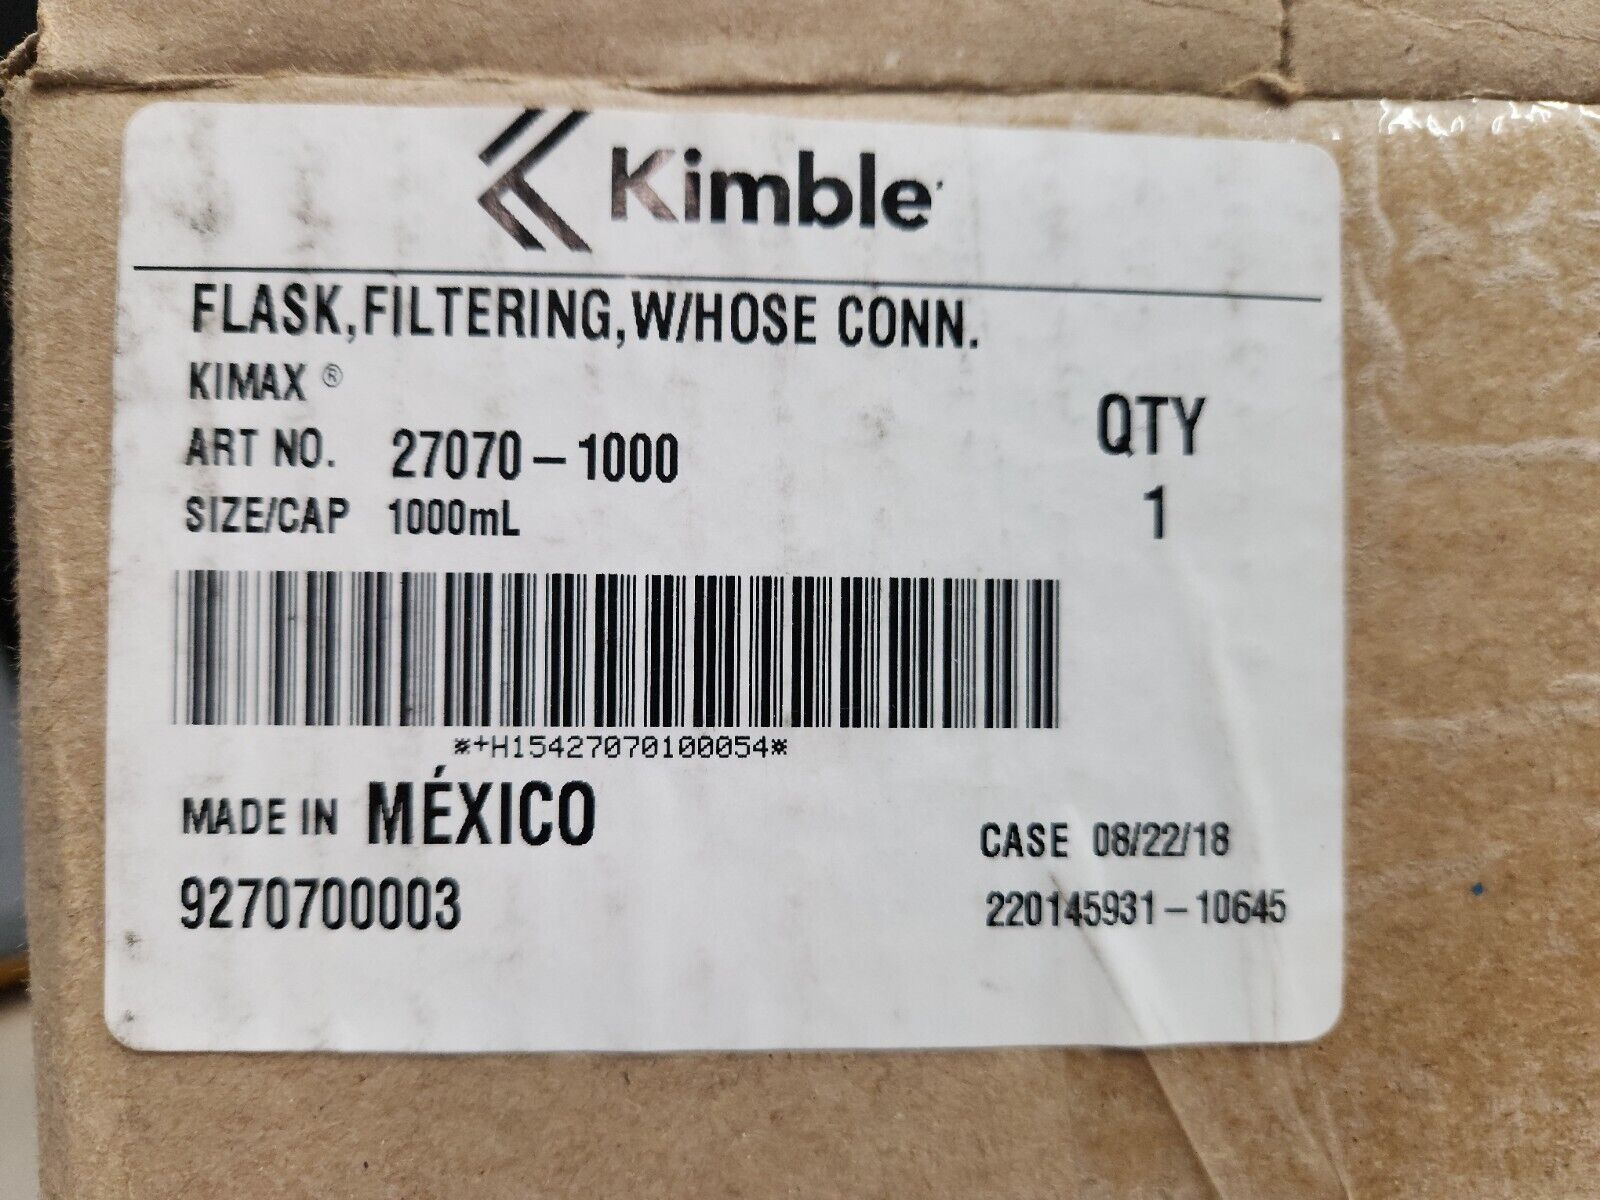 Kimble
FLASK,FILTERING,W/HOSE CONN.
KIMAX ®
ART NO. 27070-1000
SIZE/CAP 1000mL
QTY
1
*+H15427070100054*
MADE IN MÉXICO
9270700003
CASE 08/22/18
220145931-10645